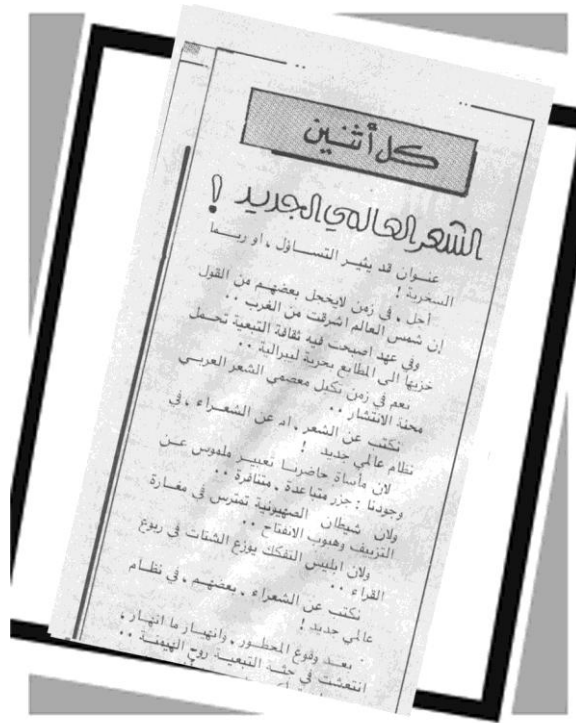 كل أثنين
الشعر العالمي الجديد !
عنوان قد يثير التساؤل ، او ربما
السخرية !
أجل ، في زمن لايخجل بعضهم من القول
إن شمس العالم اشرقت من الغرب ..
وفي عهد اصبحت فيه ثقافة التبعية تحمل
خزيها الى المطابع بحرية ليبرالية ..
نعم في زمن تكبل معصمي الشعر العربي
محنة الانتشار ..
نكتب عن الشعر ، ام عن الشعراء ، في
نظام عالمي جديد !
لان مأساة حاضرنا تعبير ملموس عن
وجودنا : جزر متباعدة ، متنافرة ..
ولان شيطان الصهيونية تمترس في مغارة
التزييف وهبوب الانفتاح ..
ولان ابليس التفكك يوزع الشتات في ربوع
القراء ..
نكتب عن الشعراء ، بعضهم ، في نظام
عالمي جديد !
بعد وقوع المحظور ، وانهيار ما انهار ،
انتعشت في جثة التبعية روح الهيمنة ..